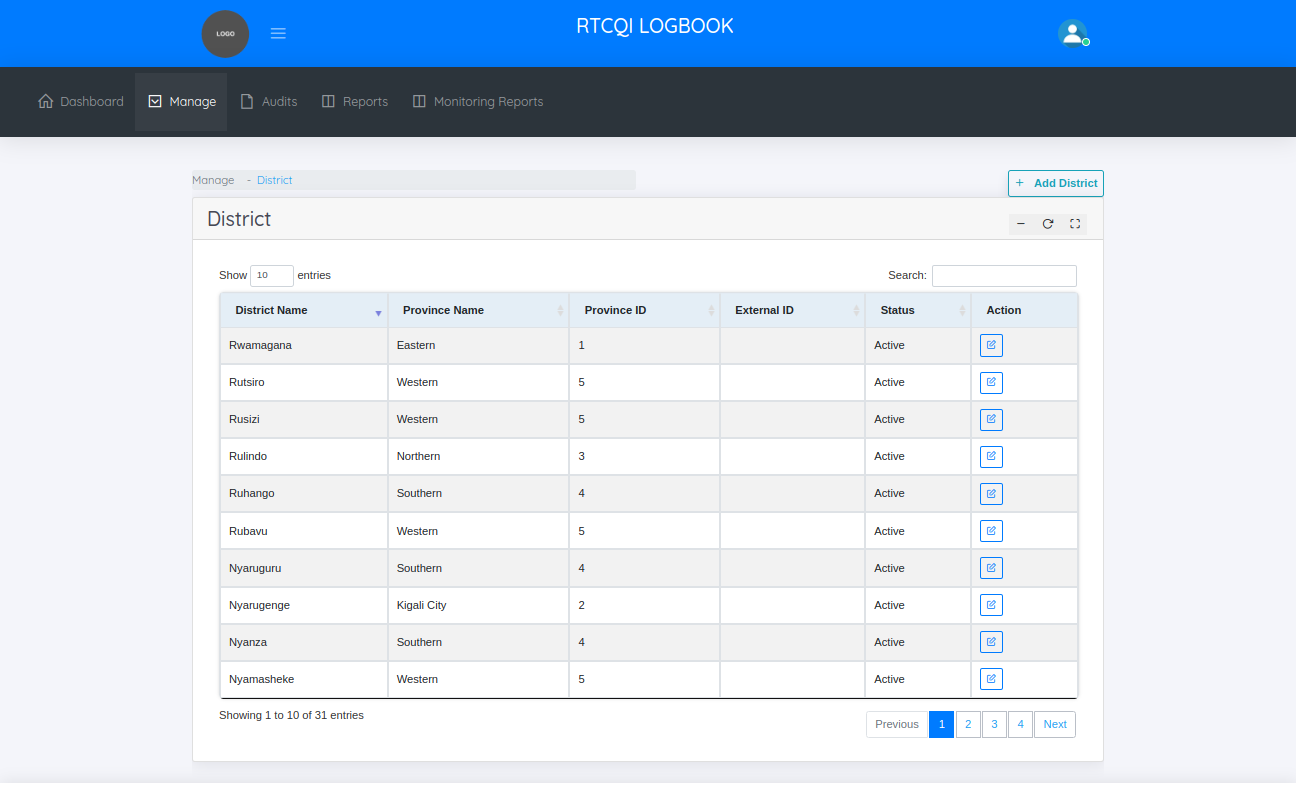 LOGO
RTCQI LOGBOOK
Dashboard Manage Audits Reports Monitoring Reports
Manage - District
+ Add District
District
Show 10 entries Search:
District Name Province Name Province ID External ID Status Action
Rwamagana Eastern 1 Active
Rutsiro Western 5 Active
Rusizi Western 5 Active
Rulindo Northern 3 Active
Ruhango Southern 4 Active
Rubavu Western 5 Active
Nyaruguru Southern 4 Active
Nyarugenge Kigali City 2 Active
Nyanza Southern 4 Active
Nyamasheke Western 5 Active
Showing 1 to 10 of 31 entries
Previous 1 2 3 4 Next